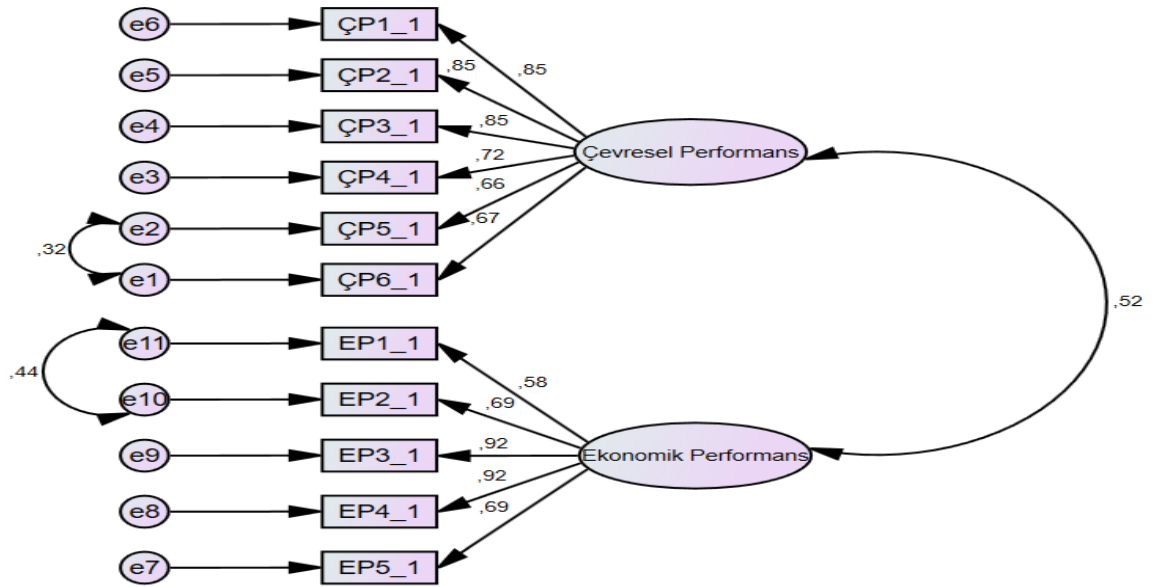 e6
ÇP1_1
,85
e5
ÇP2_1
,85
e4
ÇP3_1
,85
Çevresel Performans
e3
ÇP4_1
,72
e2
ÇP5_1
,66
,32
e1
ÇP6_1
,67
,52
e11
EP1_1
,58
,44
e10
EP2_1
,69
e9
EP3_1
,92
Ekonomik Performans
e8
EP4_1
,92
e7
EP5_1
,69